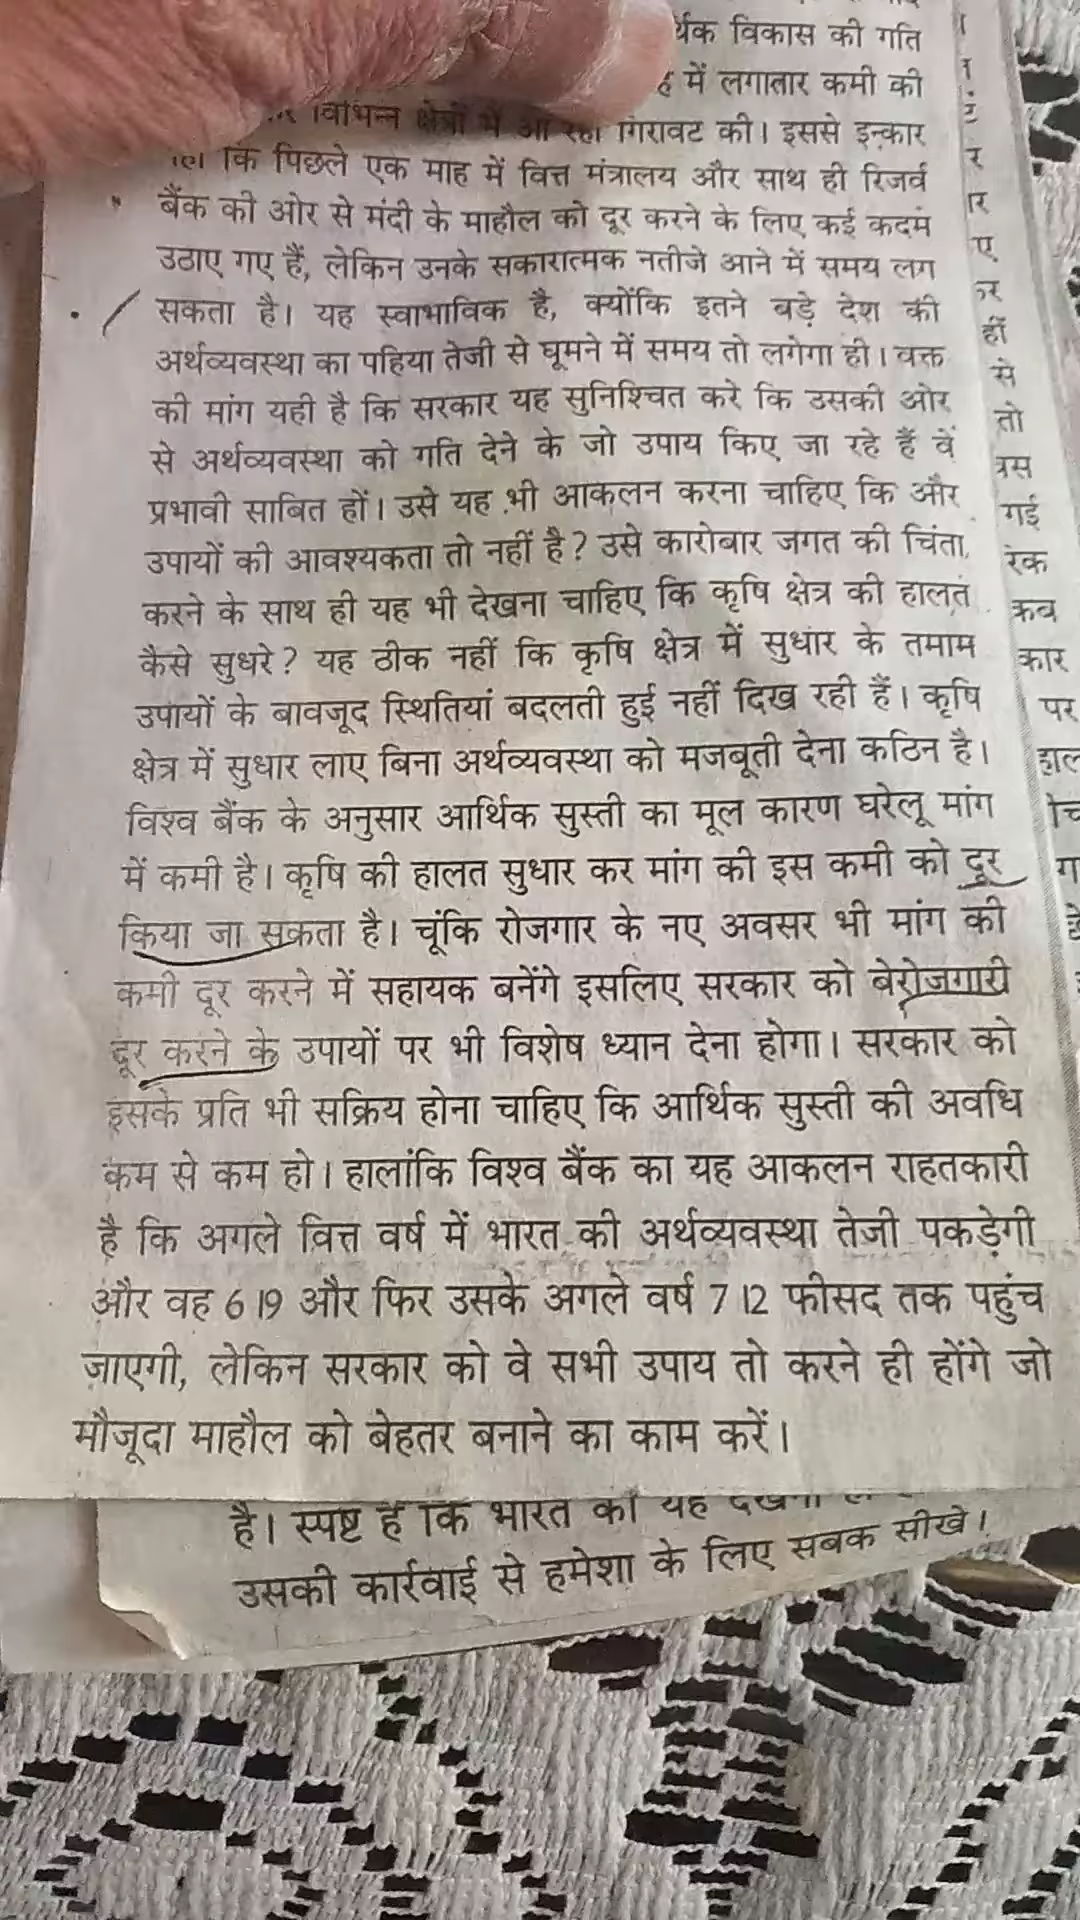 विकास की गति
में लगातार कमी की
विभिन्न क्षेत्रों में आ रही गिरावट की। इससे इन्कार
कि पिछले एक माह में वित्त मंत्रालय और साथ ही रिजर्व
बैंक की ओर से मंदी के माहौल को दूर करने के लिए कई कदम
उठाए गए हैं, लेकिन उनके सकारात्मक नतीजे आने में समय लग
सकता है। यह स्वाभाविक है, क्योंकि इतने बड़े देश की
अर्थव्यवस्था का पहिया तेजी से घूमने में समय तो लगेगा ही। वक्त
की मांग यही है कि सरकार यह सुनिश्चित करे कि उसकी ओर
से अर्थव्यवस्था को गति देने के जो उपाय किए जा रहे हैं वें
प्रभावी साबित हों। उसे यह भी आकलन करना चाहिए कि और
उपायों की आवश्यकता तो नहीं है? उसे कारोबार जगत की चिंता
करने के साथ ही यह भी देखना चाहिए कि कृषि क्षेत्र की हालत
कैसे सुधरे? यह ठीक नहीं कि कृषि क्षेत्र में सुधार के तमाम
उपायों के बावजूद स्थितियां बदलती हुई नहीं दिख रही हैं। कृषि
क्षेत्र में सुधार लाए बिना अर्थव्यवस्था को मजबूती देना कठिन है।
विश्व बैंक के अनुसार आर्थिक सुस्ती का मूल कारण घरेलू मांग
में कमी है। कृषि की हालत सुधार कर मांग की इस कमी को दूर
किया जा सकता है। चूंकि रोजगार के नए अवसर भी मांग की
कमी दूर करने में सहायक बनेंगे इसलिए सरकार को बेरोजगारी
दूर करने के उपायों पर भी विशेष ध्यान देना होगा। सरकार को
इसके प्रति भी सक्रिय होना चाहिए कि आर्थिक सुस्ती की अवधि
कम से कम हो। हालांकि विश्व बैंक का यह आकलन राहतकारी
है कि अगले वित्त वर्ष में भारत की अर्थव्यवस्था तेजी पकड़ेगी
और वह 6।9 और फिर उसके अगले वर्ष 7।2 फीसद तक पहुंच
जाएगी, लेकिन सरकार को वे सभी उपाय तो करने ही होंगे जो
मौजूदा माहौल को बेहतर बनाने का काम करें।
है। स्पष्ट है कि भारत को यह
उसकी कार्रवाई से हमेशा के लिए सबक सीखे।